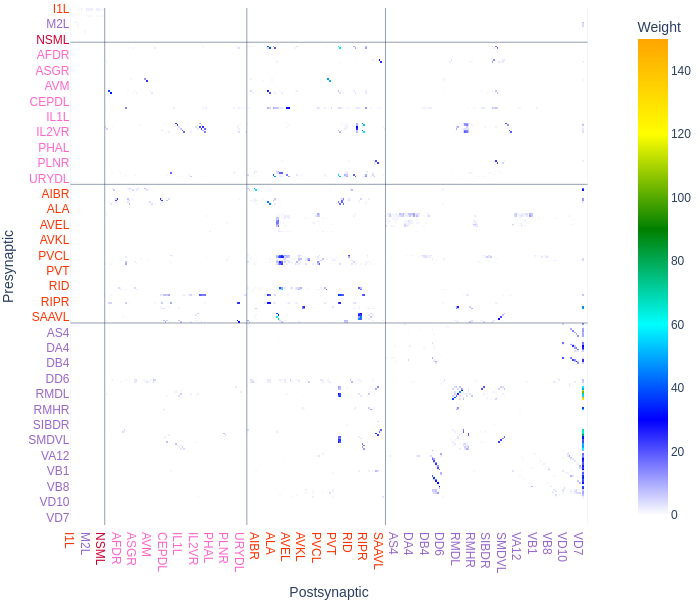 Weight
140
120
100
80
60
40
20
0
Presynaptic
I1L
M2L
NSML
AFDR
ASGR
AVM
CEPDL
IL1L
IL2VR
PHAL
PLNR
URYDL
AIBR
ALA
AVEL
AVKL
PVCL
PVT
RID
RIPR
SAAVL
AS4
DA4
DB4
DD6
RMDL
RMHR
SIBDR
SMDVL
VA12
VB1
VB8
VD10
VD7
I1L
M2L
NSML
AFDR
ASGR
AVM
CEPDL
IL1L
IL2VR
PHAL
PLNR
URYDL
AIBR
ALA
AVEL
AVKL
PVCL
PVT
RID
RIPR
SAAVL
AS4
DA4
DB4
DD6
RMDL
RMHR
SIBDR
SMDVL
VA12
VB1
VB8
VD10
VD7
Postsynaptic